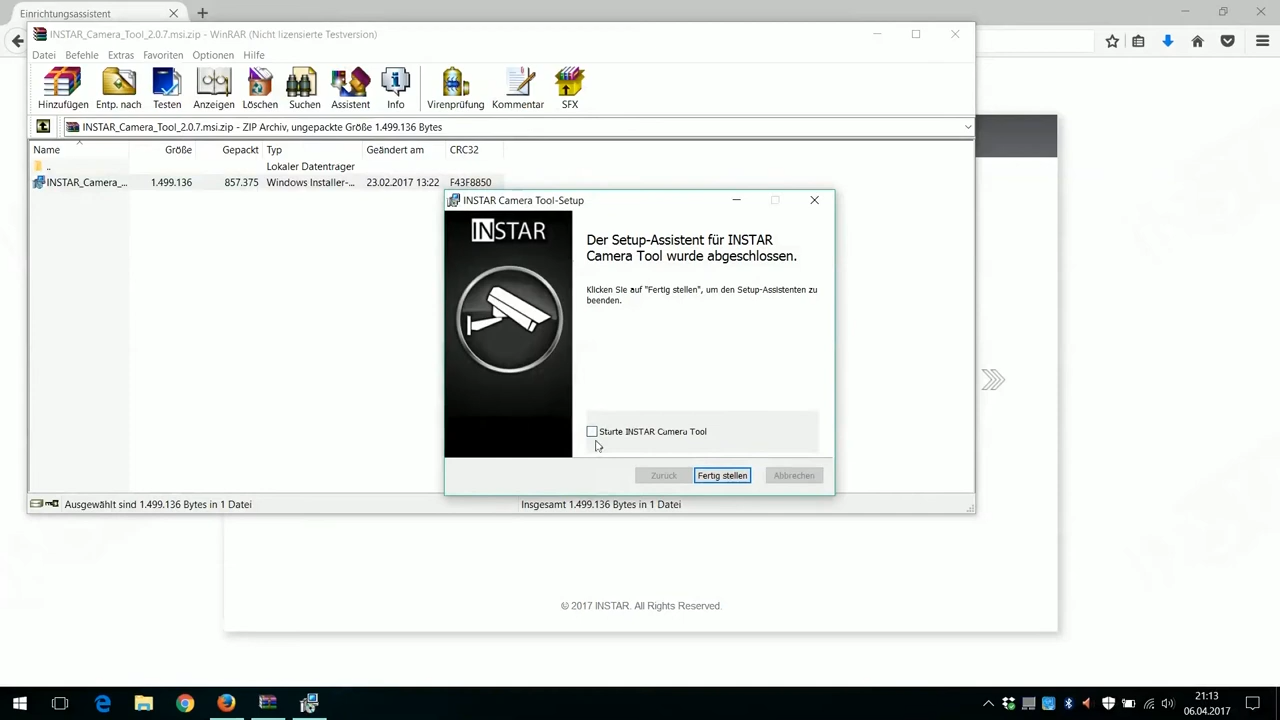 Einrichtungsassistent
INSTAR_Camera_Tool_2.0.7.msi.zip - WinRAR (Nicht lizensierte Testversion)
Datei Befehle Extras Favoriten Optionen Hilfe
Hinzufügen Entp. nach Testen Anzeigen Löschen Suchen Assistent Info Virenprüfung Kommentar SFX
INSTAR_Camera_Tool_2.0.7.msi.zip - ZIP Archiv, ungepackte Größe 1.499.136 Bytes
Name Größe Gepackt Typ Geändert am CRC32
.. Lokaler Datenträger
INSTAR_Camera_... 1.499.136 857.375 Windows Installer-... 23.02.2017 13:22 F43F8850
INSTAR Camera Tool-Setup
INSTAR
Der Setup-Assistent für INSTAR
Camera Tool wurde abgeschlossen.
Klicken Sie auf "Fertig stellen", um den Setup-Assistenten zu
beenden.
Starte INSTAR Camera Tool
Zurück Fertig stellen Abbrechen
Ausgewählt sind 1.499.136 Bytes in 1 Datei Insgesamt 1.499.136 Bytes in 1 Datei
© 2017 INSTAR. All Rights Reserved.
21:13
06.04.2017